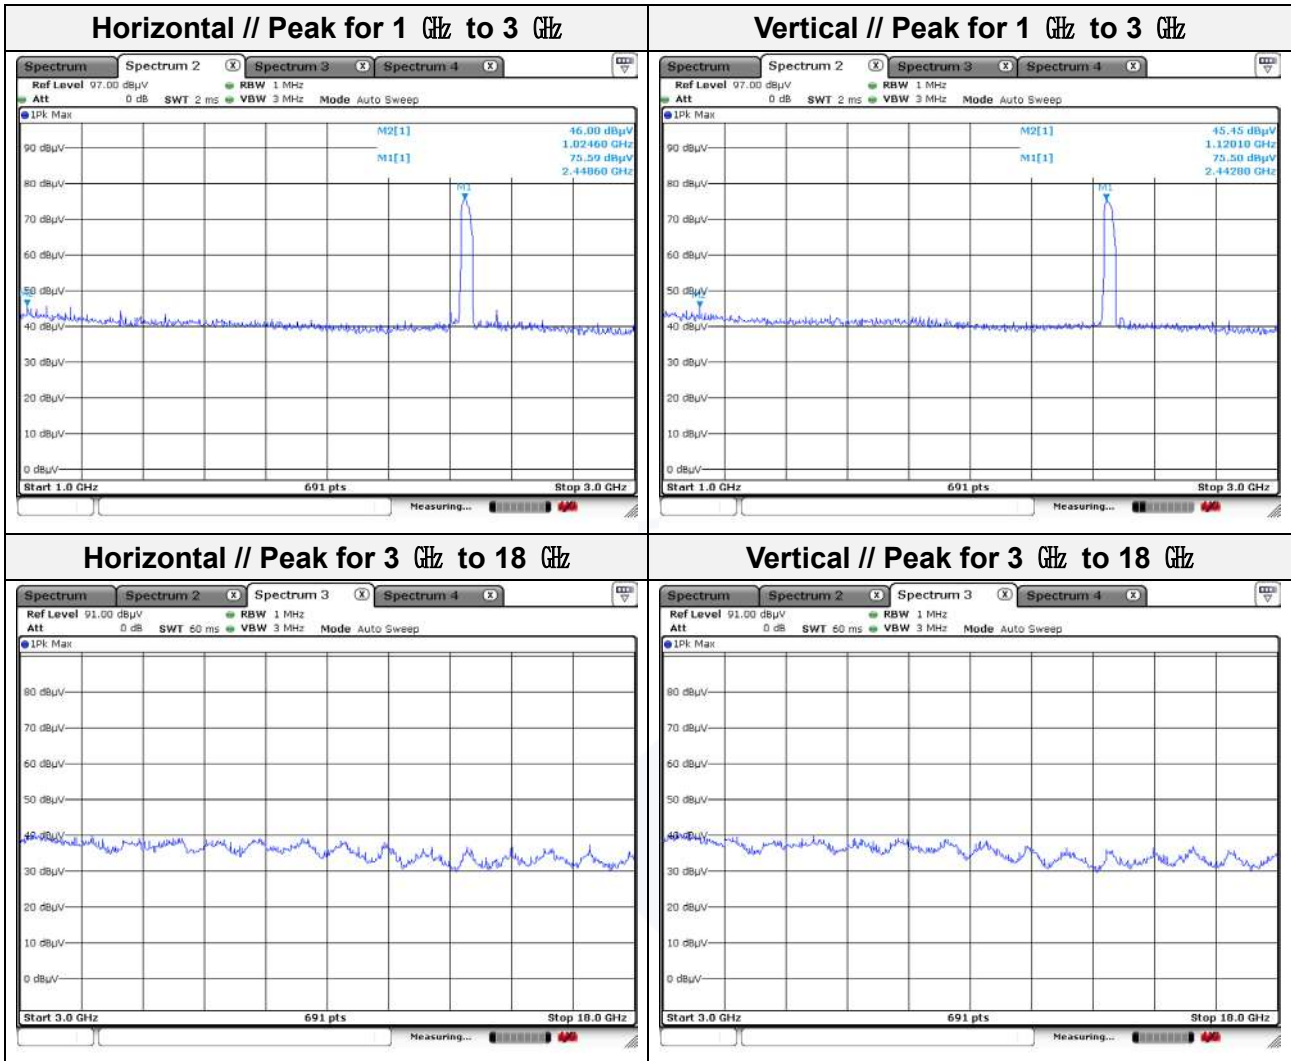 Horizontal // Peak for 1 ㎓ to 3 ㎓
Spectrum Spectrum 2 Spectrum 3 Spectrum 4
Ref Level 97.00 dBµV RBW 1 MHz
Att 0 dB SWT 2 ms VBW 3 MHz Mode Auto Sweep
1Pk Max
M2[1] 46.00 dBµV
1.02460 GHz
M1[1] 75.59 dBµV
2.44860 GHz
90 dBµV
80 dBµV
M1
70 dBµV
60 dBµV
50 dBµV
M2
40 dBµV
30 dBµV
20 dBµV
10 dBµV
0 dBµV
Start 1.0 GHz 691 pts Stop 3.0 GHz
Measuring...
Vertical // Peak for 1 ㎓ to 3 ㎓
Spectrum Spectrum 2 Spectrum 3 Spectrum 4
Ref Level 97.00 dBµV RBW 1 MHz
Att 0 dB SWT 2 ms VBW 3 MHz Mode Auto Sweep
1Pk Max
M2[1] 45.45 dBµV
1.12010 GHz
M1[1] 75.50 dBµV
2.44280 GHz
90 dBµV
80 dBµV
M1
70 dBµV
60 dBµV
50 dBµV
M2
40 dBµV
30 dBµV
20 dBµV
10 dBµV
0 dBµV
Start 1.0 GHz 691 pts Stop 3.0 GHz
Measuring...
Horizontal // Peak for 3 ㎓ to 18 ㎓
Spectrum Spectrum 2 Spectrum 3 Spectrum 4
Ref Level 91.00 dBµV RBW 1 MHz
Att 0 dB SWT 60 ms VBW 3 MHz Mode Auto Sweep
1Pk Max
80 dBµV
70 dBµV
60 dBµV
50 dBµV
40 dBµV
30 dBµV
20 dBµV
10 dBµV
0 dBµV
Start 3.0 GHz 691 pts Stop 18.0 GHz
Measuring...
Vertical // Peak for 3 ㎓ to 18 ㎓
Spectrum Spectrum 2 Spectrum 3 Spectrum 4
Ref Level 91.00 dBµV RBW 1 MHz
Att 0 dB SWT 60 ms VBW 3 MHz Mode Auto Sweep
1Pk Max
80 dBµV
70 dBµV
60 dBµV
50 dBµV
40 dBµV
30 dBµV
20 dBµV
10 dBµV
0 dBµV
Start 3.0 GHz 691 pts Stop 18.0 GHz
Measuring...